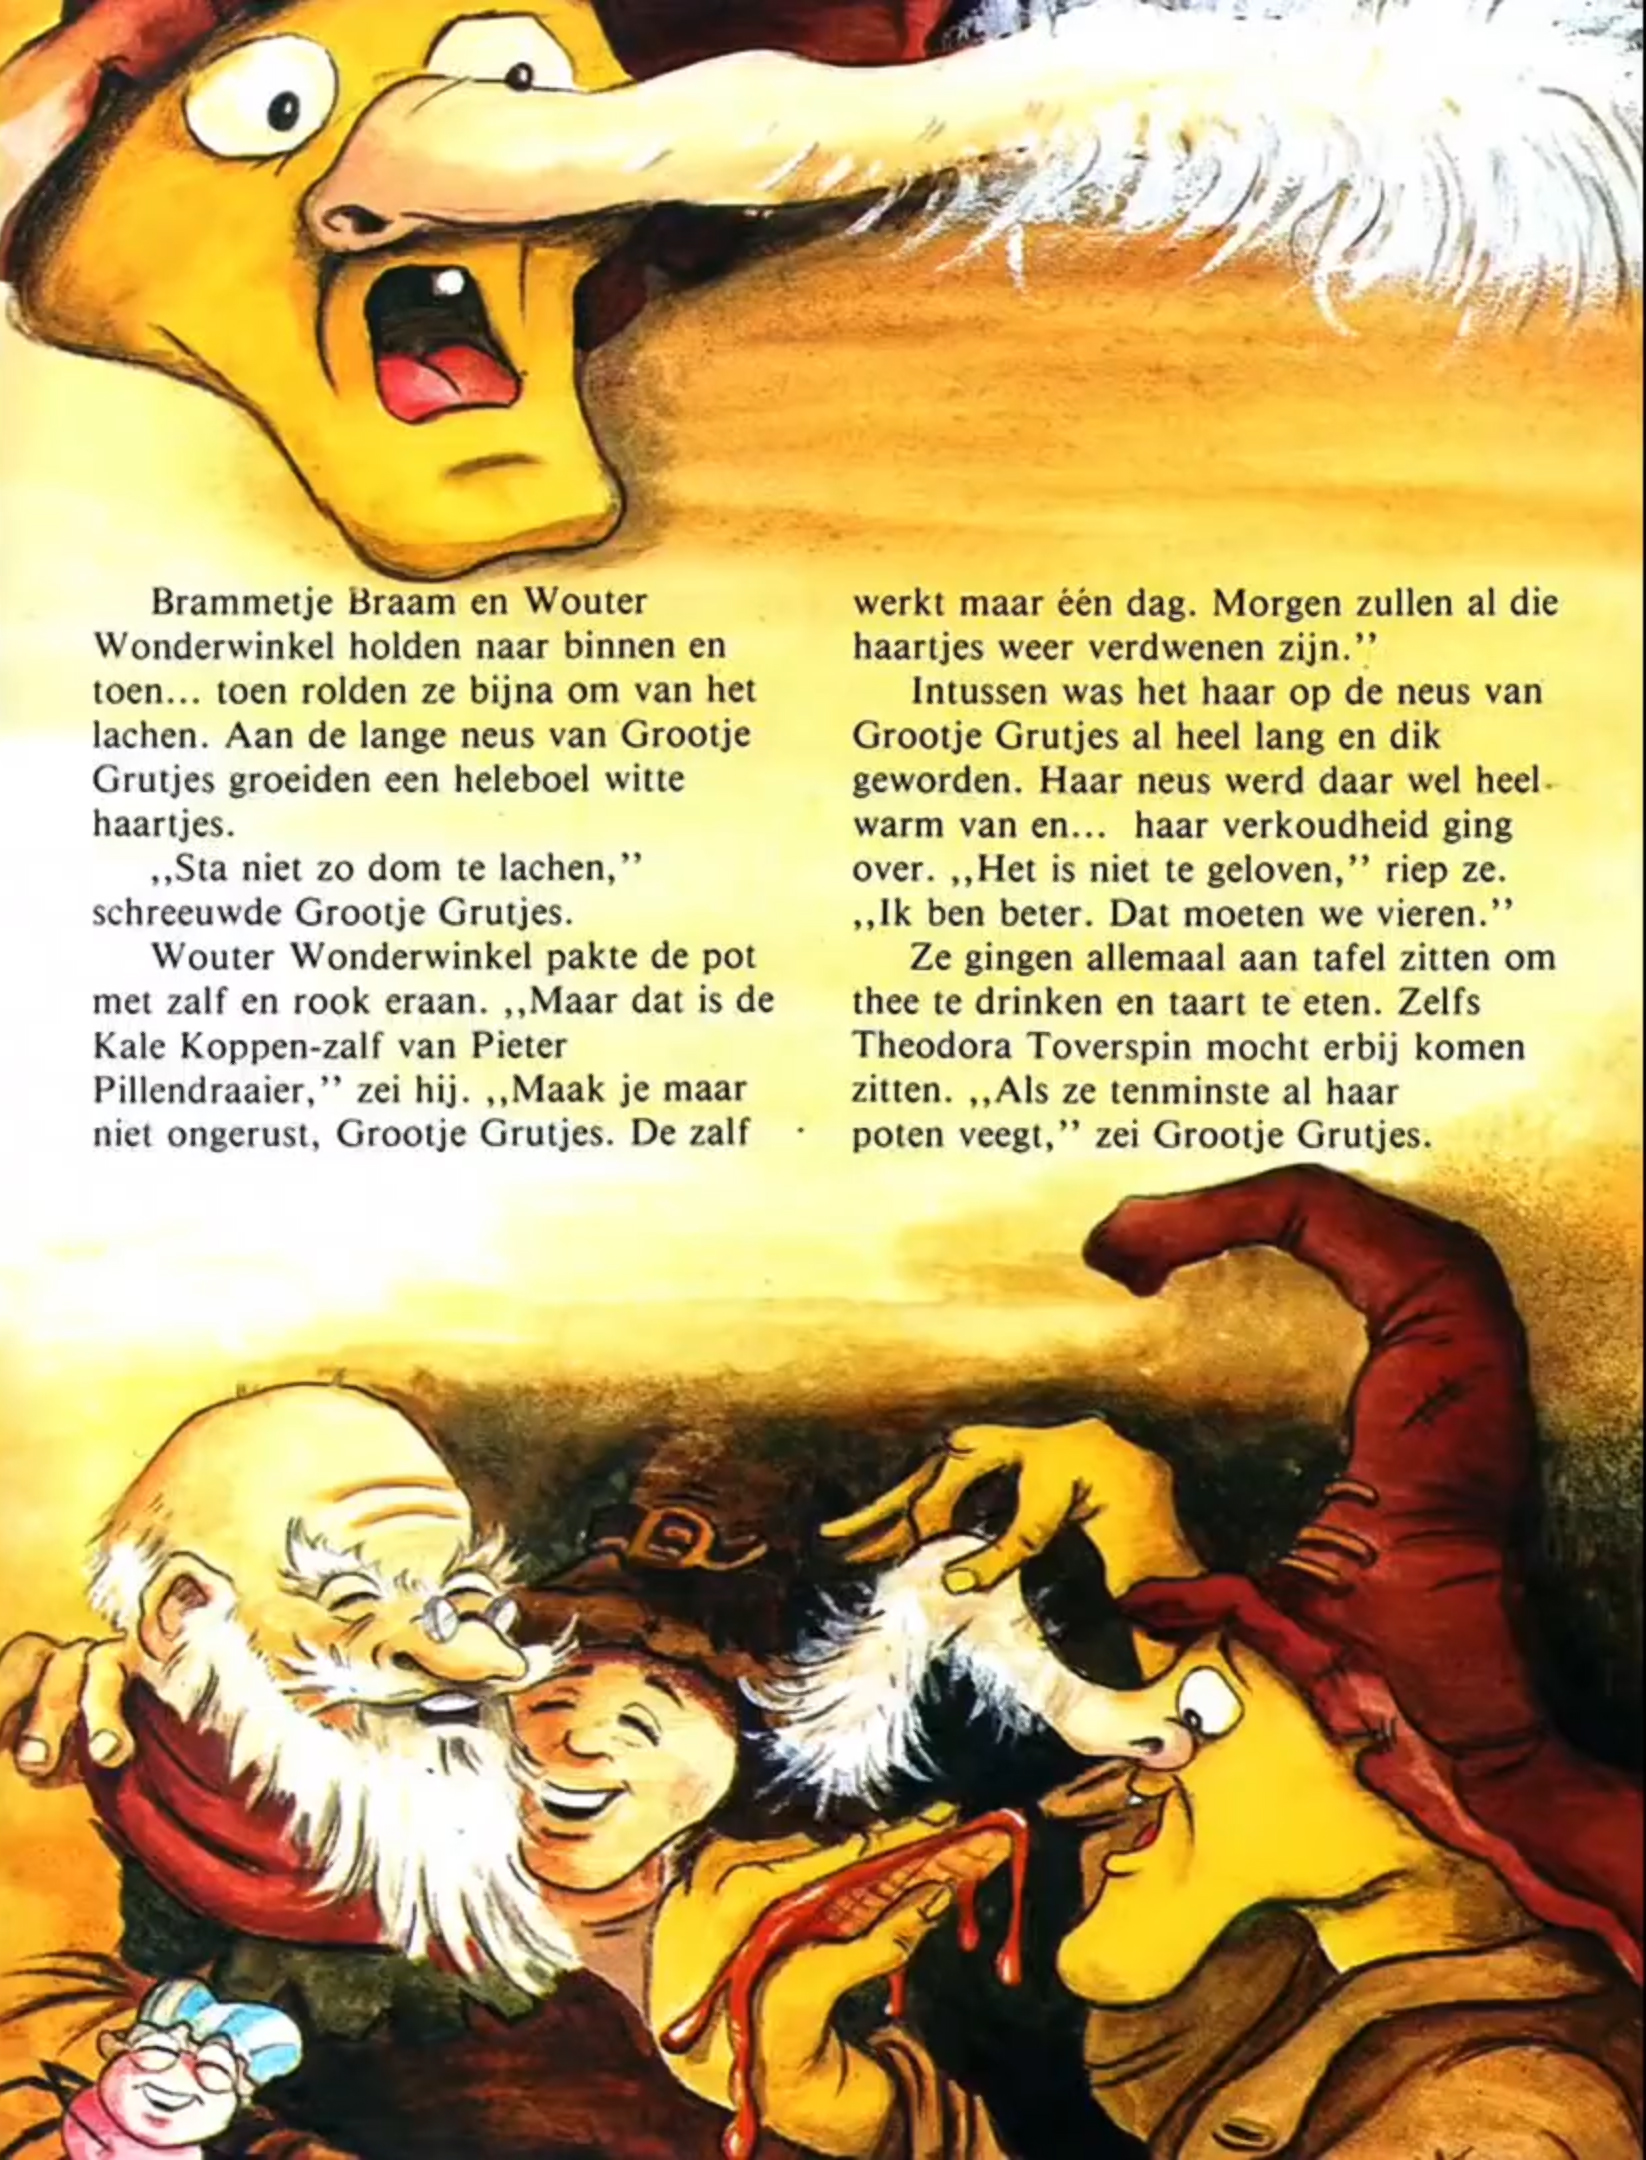 Brammetje Braam en Wouter
Wonderwinkel holden naar binnen en
toen... toen rolden ze bijna om van het
lachen. Aan de lange neus van Grootje
Grutjes groeiden een heleboel witte
haartjes.
,,Sta niet zo dom te lachen,’’
schreeuwde Grootje Grutjes.
Wouter Wonderwinkel pakte de pot
met zalf en rook eraan. ,,Maar dat is de
Kale Koppen-zalf van Pieter
Pillendraaier,’’ zei hij. ,,Maak je maar
niet ongerust, Grootje Grutjes. De zalf
werkt maar één dag. Morgen zullen al die
haartjes weer verdwenen zijn.’’
Intussen was het haar op de neus van
Grootje Grutjes al heel lang en dik
geworden. Haar neus werd daar wel heel
warm van en... haar verkoudheid ging
over. ,,Het is niet te geloven,’’ riep ze.
,,Ik ben beter. Dat moeten we vieren.’’
Ze gingen allemaal aan tafel zitten om
thee te drinken en taart te eten. Zelfs
Theodora Toverspin mocht erbij komen
zitten. ,,Als ze tenminste al haar
poten veegt,’’ zei Grootje Grutjes.